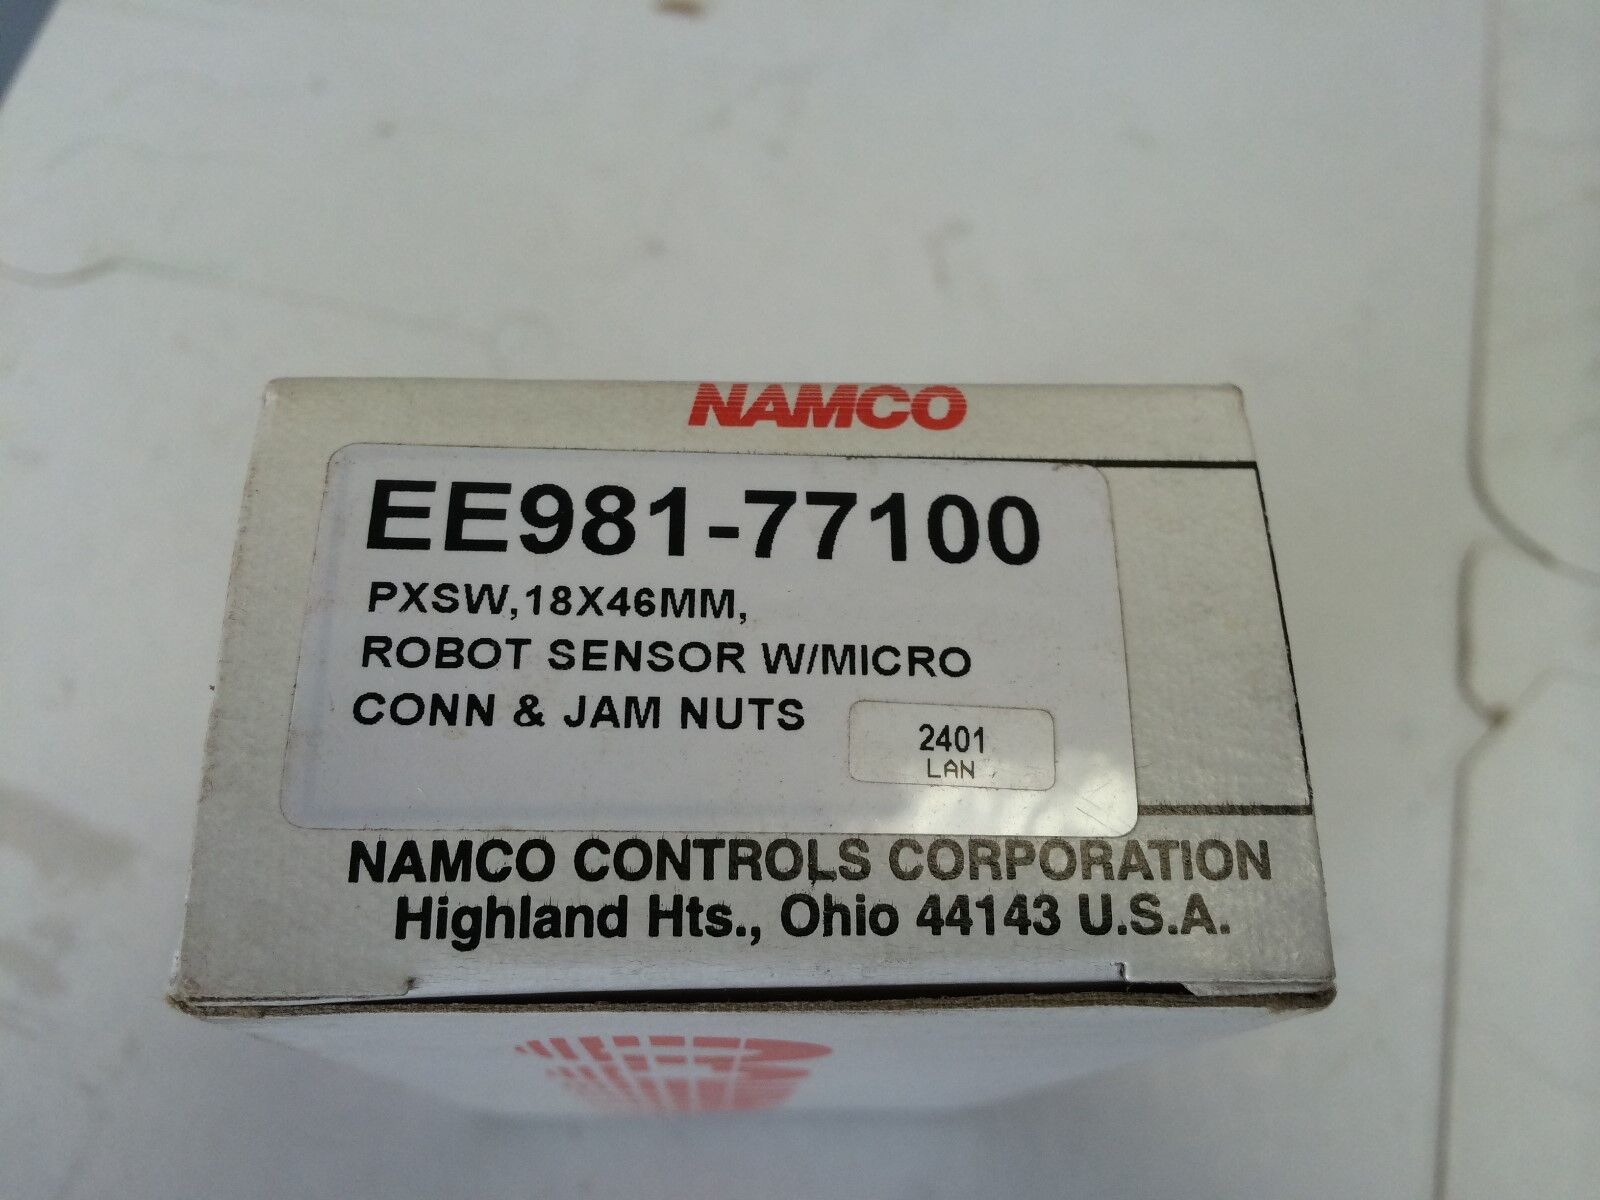 NAMCO
EE981-77100
PXSW,18X46MM,
ROBOT SENSOR W/MICRO
CONN & JAM NUTS
2401
LAN
NAMCO CONTROLS CORPORATION
Highland Hts., Ohio 44143 U.S.A.